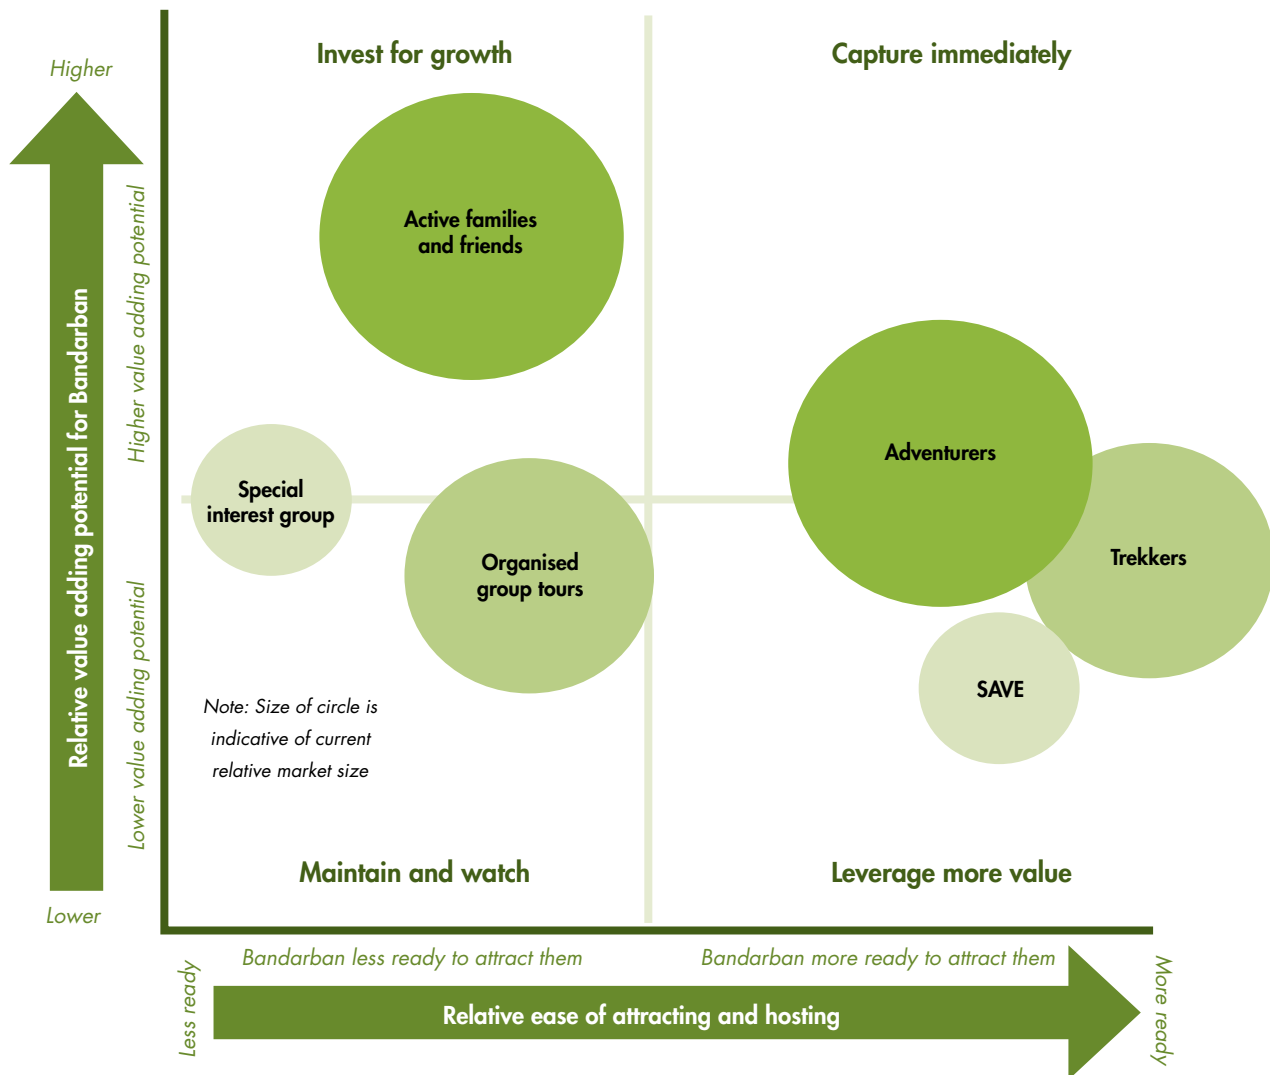 Invest for growth
Capture immediately
Higher
Relative value adding potential for Bandarban
Higher value adding potential
Lower value adding potential
Lower
Active families
and friends
Adventurers
Special
interest group
Organised
group tours
Trekkers
SAVE
Note: Size of circle is
indicative of current
relative market size
Maintain and watch
Leverage more value
Less ready
Bandarban less ready to attract them
Bandarban more ready to attract them
More ready
Relative ease of attracting and hosting